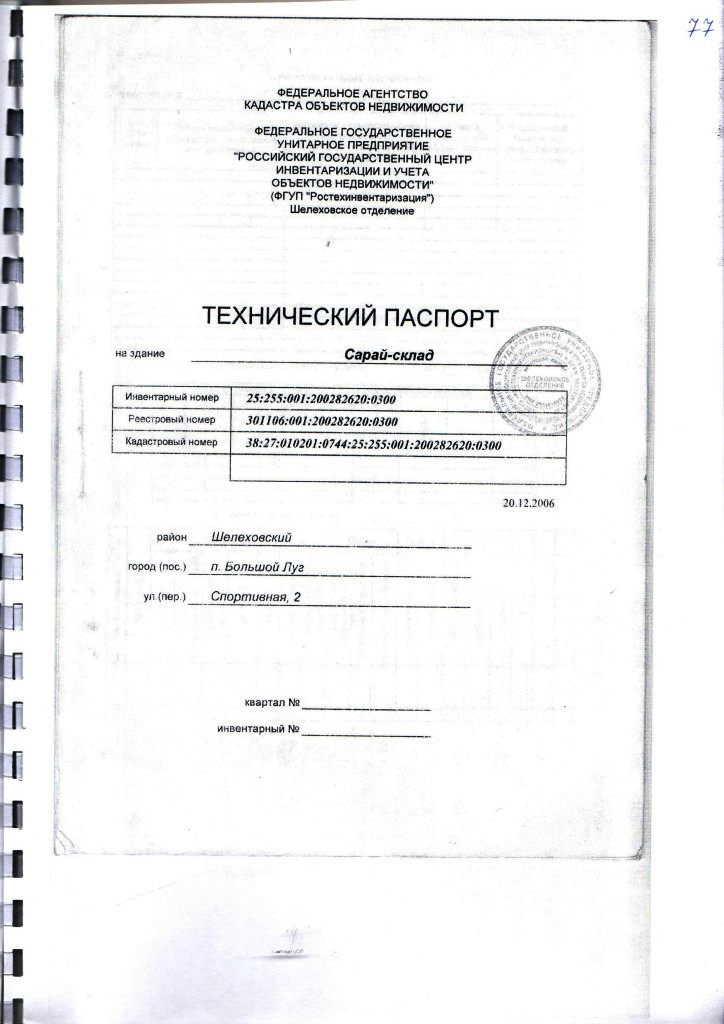 77
ФЕДЕРАЛЬНОЕ АГЕНТСТВО
КАДАСТРА ОБЪЕКТОВ НЕДВИЖИМОСТИ
ФЕДЕРАЛЬНОЕ ГОСУДАРСТВЕННОЕ
УНИТАРНОЕ ПРЕДПРИЯТИЕ
"РОССИЙСКИЙ ГОСУДАРСТВЕННЫЙ ЦЕНТР
ИНВЕНТАРИЗАЦИИ И УЧЕТА
ОБЪЕКТОВ НЕДВИЖИМОСТИ"
(ФГУП "Ростехинвентаризация")
Шелеховское отделение
ТЕХНИЧЕСКИЙ ПАСПОРТ
на здание Сарай-склад
ШЕЛЕХОВСКОЕ
ОТДЕЛЕНИЕ
Инвентарный номер 25:255:001:200282620:0300
Реестровый номер 301106:001:200282620:0300
Кадастровый номер 38:27:010201:0744:25:255:001:200282620:0300
20.12.2006
район Шелеховский
город (пос.) п. Большой Луг
ул.(пер.) Спортивная, 2
квартал №
инвентарный №